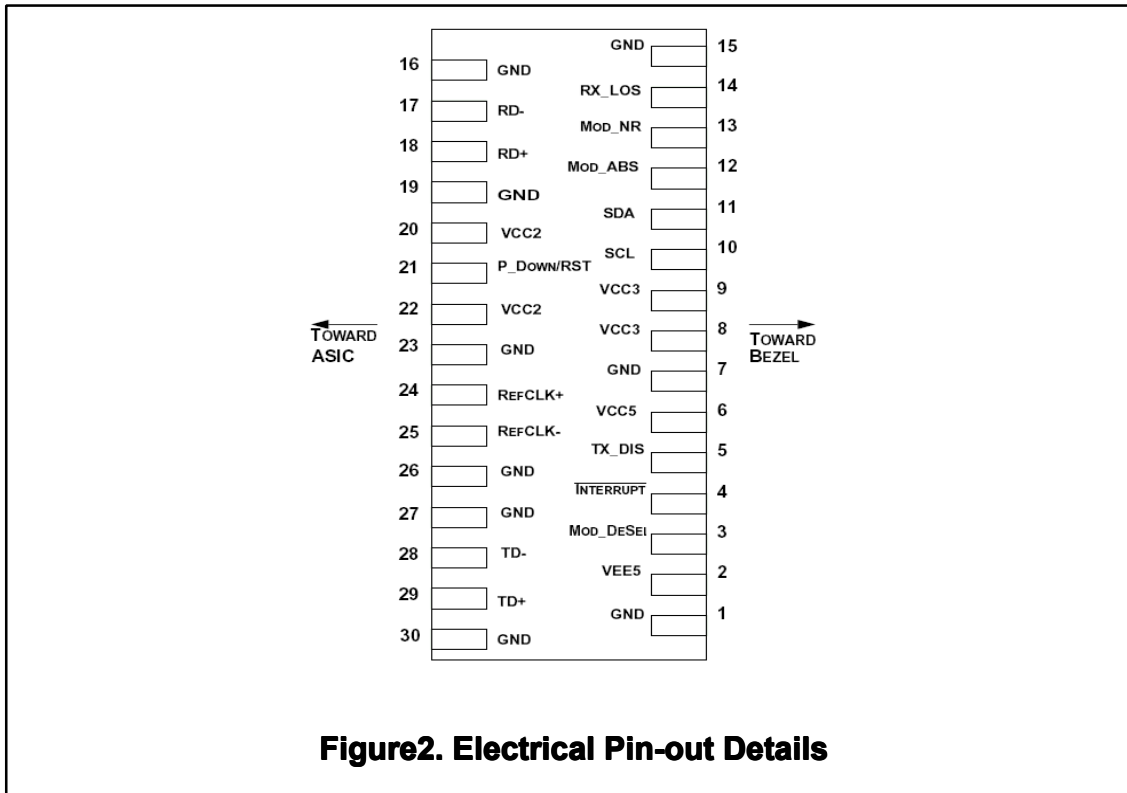 GND 15
16 GND
RX_LOS 14
17 RD-
MOD_NR 13
18 RD+
MOD_ABS 12
19 GND
SDA 11
20 VCC2
SCL 10
21 P_DOWN/RST
VCC3 9
22 VCC2
VCC3 8
TOWARD
ASIC
TOWARD
BEZEL
23 GND
GND 7
24 REFCLK+
VCC5 6
25 REFCLK-
TX_DIS 5
26 GND
INTERRUPT 4
27 GND
MOD_DESEl 3
28 TD-
VEE5 2
29 TD+
GND 1
30 GND
Figure2. Electrical Pin-out Details